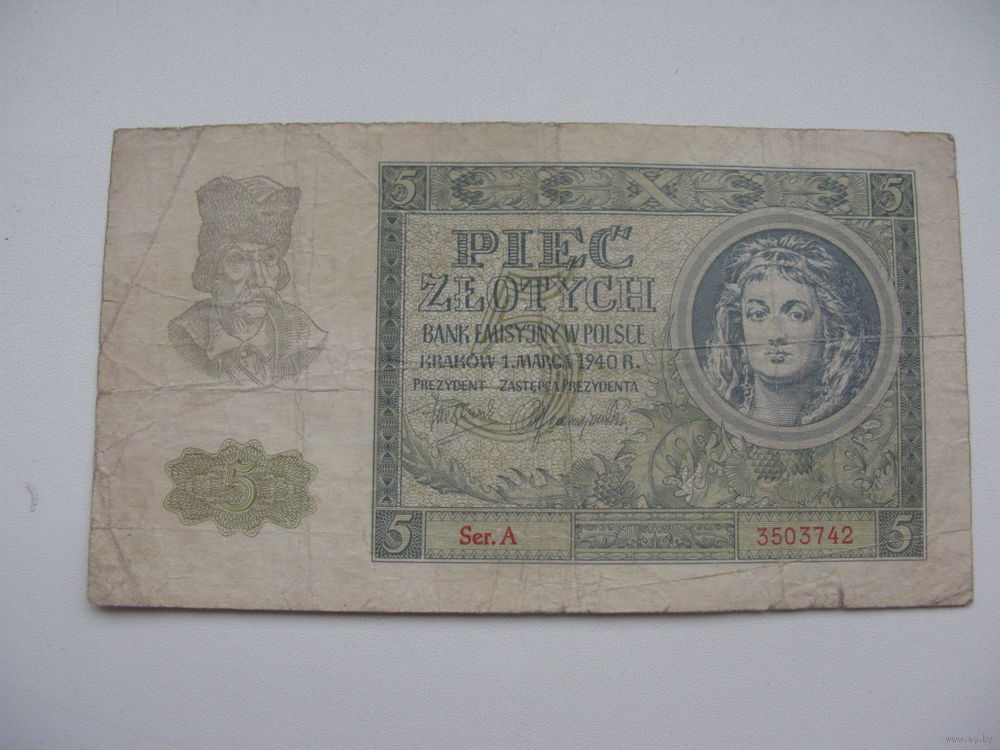 5 5
PIĘĆ
ZŁOTYCH
BANK EMISYJNY W POLSCE
KRAKÓW 1. MARCA 1940 R.
PREZYDENT ZASTĘPCA PREZYDENTA
5
5
5 Ser. A 3503742 5
www.ay.by